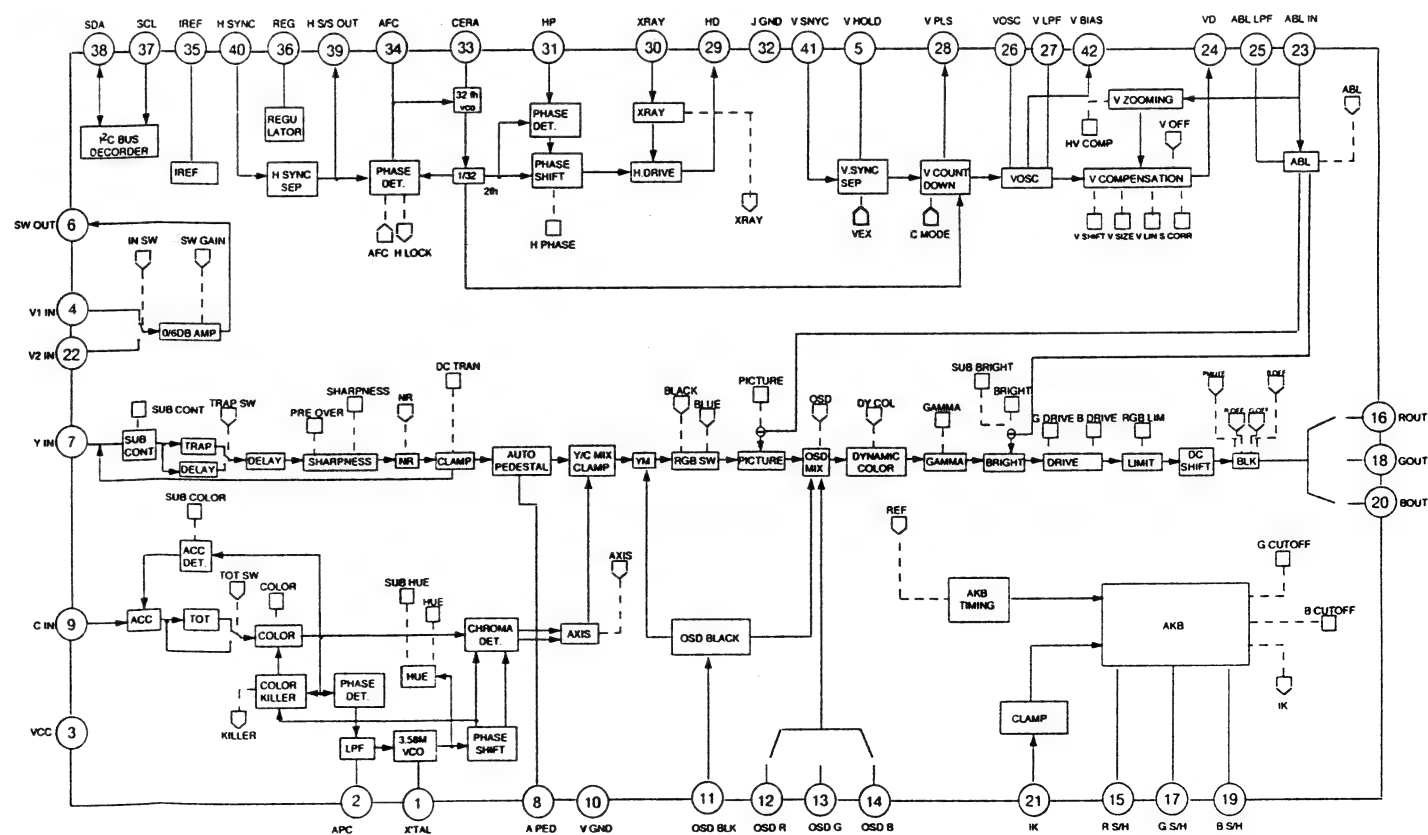 SDA
SCL
IREF
H SYNC
REG
H S/S OUT
AFC
CERA
HP
XRAY
HD
J GND
V SNYC
V HOLD
V PLS
VOSC
V LPF
V BIAS
VD
ABL LPF
ABL IN
38
37
35
40
36
39
34
33
31
30
29
32
41
5
28
26
27
42
24
25
23
32 fh
VCO
V ZOOMING
ABL
REGU
LATOR
PHASE
DET.
XRAY
HV COMP
V OFF
I²C BUS
DECORDER
IREF
H SYNC
SEP
PHASE
DET.
1/32
2fh
PHASE
SHIFT
H.DRIVE
V.SYNC
SEP
V COUNT
DOWN
VOSC
V COMPENSATION
ABL
XRAY
SW OUT
6
IN SW
SW GAIN
AFC
H LOCK
H PHASE
VEX
C MODE
V SHIFT
V SIZE
V LIN
S CORR
V1 IN
4
0/6DB AMP
V2 IN
22
DC TRAN
SUB BRIGHT
SHARPNESS
BLACK
PICTURE
BRIGHT
SUB CONT
TRAP SW
PRE OVER
NR
BLUE
OSD
DY COL
GAMMA
G DRIVE
B DRIVE
RGB LIM
R OFF
G OFF
B OFF
16
ROUT
Y IN
7
SUB
CONT
TRAP
DELAY
DELAY
SHARPNESS
NR
CLAMP
AUTO
PEDESTAL
Y/C MIX
CLAMP
YM
RGB SW
PICTURE
OSD
MIX
DYNAMIC
COLOR
GAMMA
BRIGHT
DRIVE
LIMIT
DC
SHIFT
BLK
18
GOUT
20
BOUT
SUB COLOR
REF
ACC
DET.
TOT SW
COLOR
SUB HUE
HUE
AXIS
G CUTOFF
AKB
TIMING
AKB
B CUTOFF
C IN
9
ACC
TOT
COLOR
CHROMA
DET.
AXIS
OSD BLACK
HUE
COLOR
KILLER
PHASE
DET.
IK
VCC
3
KILLER
LPF
3.58M
VCO
PHASE
SHIFT
CLAMP
2
1
8
10
11
12
13
14
21
15
17
19
APC
X'TAL
A PED
V GND
OSD BLK
OSD R
OSD G
OSD B
IK
R S/H
G S/H
B S/H